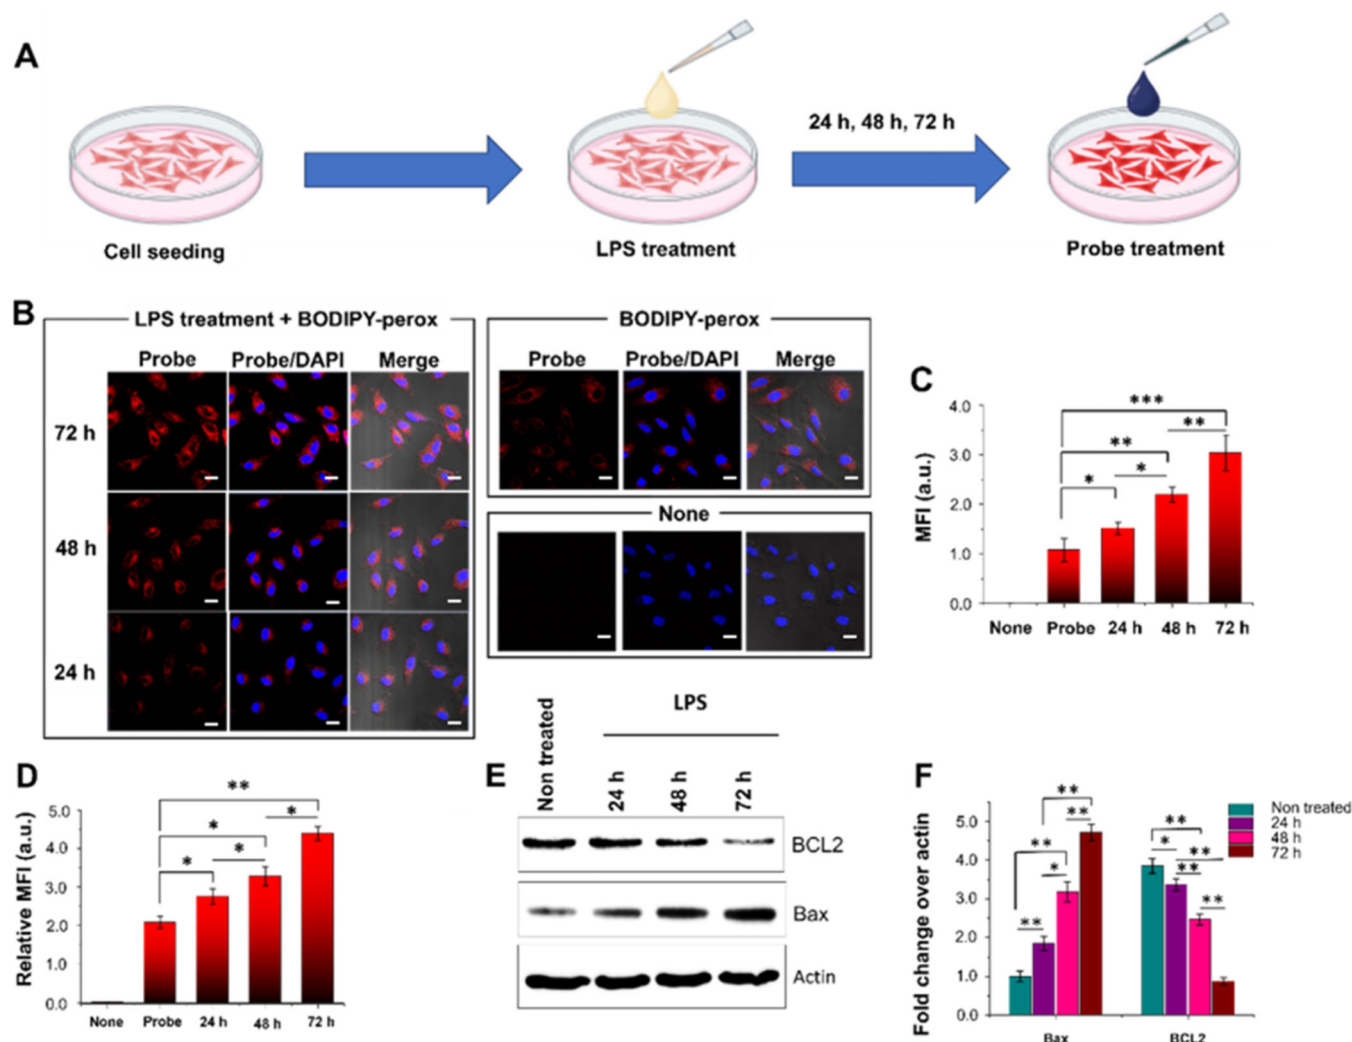 A
24 h, 48 h, 72 h
Cell seeding
LPS treatment
Probe treatment
B
LPS treatment + BODIPY-perox
Probe
Probe/DAPI
Merge
72 h
48 h
24 h
BODIPY-perox
Probe
Probe/DAPI
Merge
None
C
MFI (a.u.)
4.0
3.0
2.0
1.0
0.0
***
**
**
*
*
None
Probe
24 h
48 h
72 h
D
Relative MFI (a.u.)
5.0
4.0
3.0
2.0
1.0
0.0
**
*
*
*
*
None
Probe
24 h
48 h
72 h
E
LPS
Non treated
24 h
48 h
72 h
BCL2
Bax
Actin
F
Fold change over actin
5.0
4.0
3.0
2.0
1.0
0.0
**
**
**
*
**
**
*
**
**
**
Non treated
24 h
48 h
72 h
Bax
BCL2